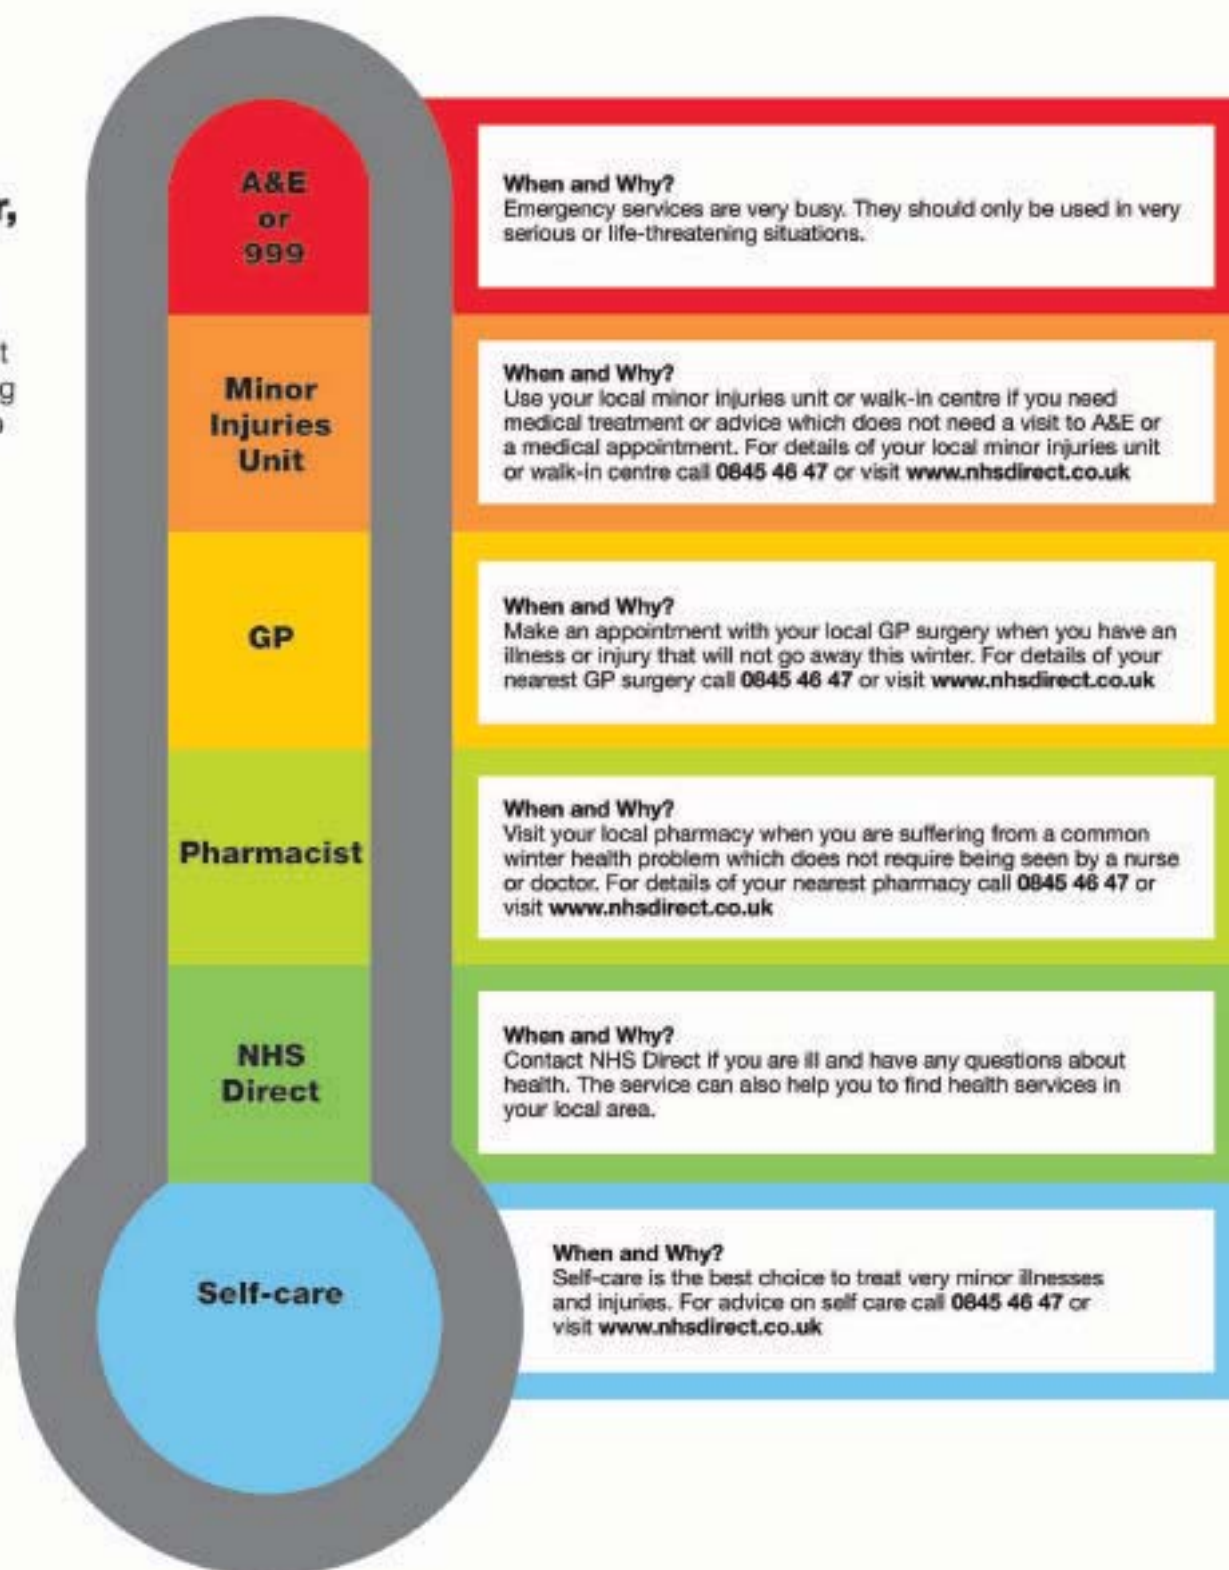 r,
t
g
A&E
or
999
When and Why?
Emergency services are very busy. They should only be used in very
serious or life-threatening situations.
Minor
Injuries
Unit
When and Why?
Use your local minor injuries unit or walk-in centre if you need
medical treatment or advice which does not need a visit to A&E or
a medical appointment. For details of your local minor injuries unit
or walk-in centre call 0845 46 47 or visit www.nhsdirect.co.uk
GP
When and Why?
Make an appointment with your local GP surgery when you have an
illness or injury that will not go away this winter. For details of your
nearest GP surgery call 0845 46 47 or visit www.nhsdirect.co.uk
Pharmacist
When and Why?
Visit your local pharmacy when you are suffering from a common
winter health problem which does not require being seen by a nurse
or doctor. For details of your nearest pharmacy call 0845 46 47 or
visit www.nhsdirect.co.uk
NHS
Direct
When and Why?
Contact NHS Direct if you are ill and have any questions about
health. The service can also help you to find health services in
your local area.
Self-care
When and Why?
Self-care is the best choice to treat very minor illnesses
and injuries. For advice on self care call 0845 46 47 or
visit www.nhsdirect.co.uk